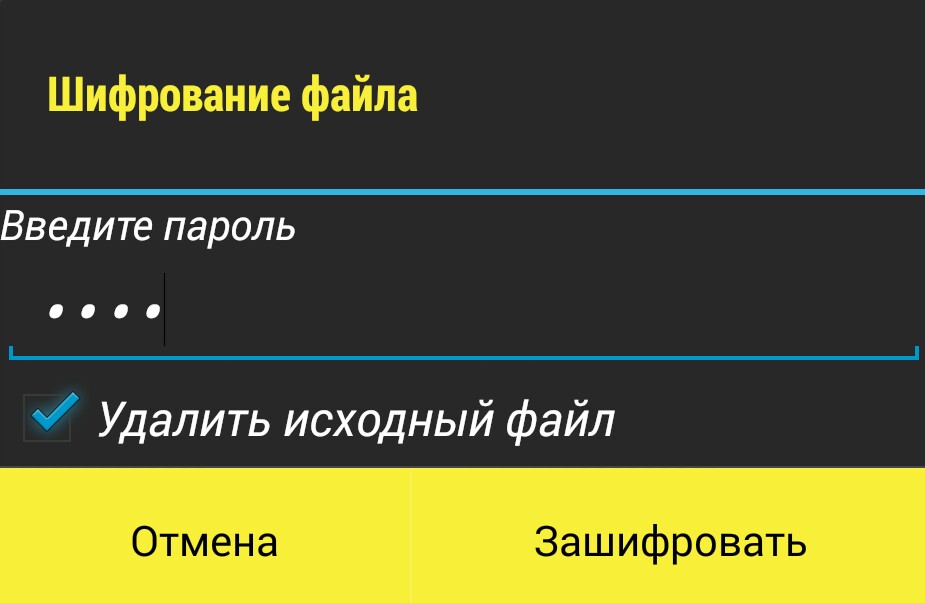 Шифрование файла
Введите пароль
••••
Удалить исходный файл
Отмена
Зашифровать